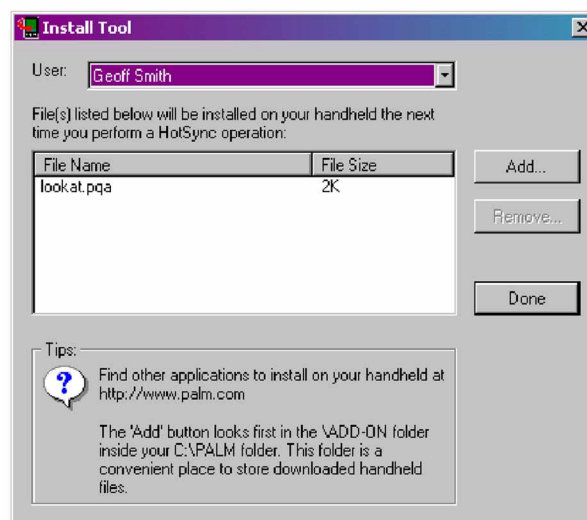 Install Tool
User: Geoff Smith
File(s) listed below will be installed on your handheld the next
time you perform a HotSync operation:
File Name File Size
lookat.pqa 2K
Add...
Remove...
Done
Tips:
Find other applications to install on your handheld at
http://www.palm.com
The 'Add' button looks first in the \ADD-ON folder
inside your C:\PALM folder. This folder is a
convenient place to store downloaded handheld
files.